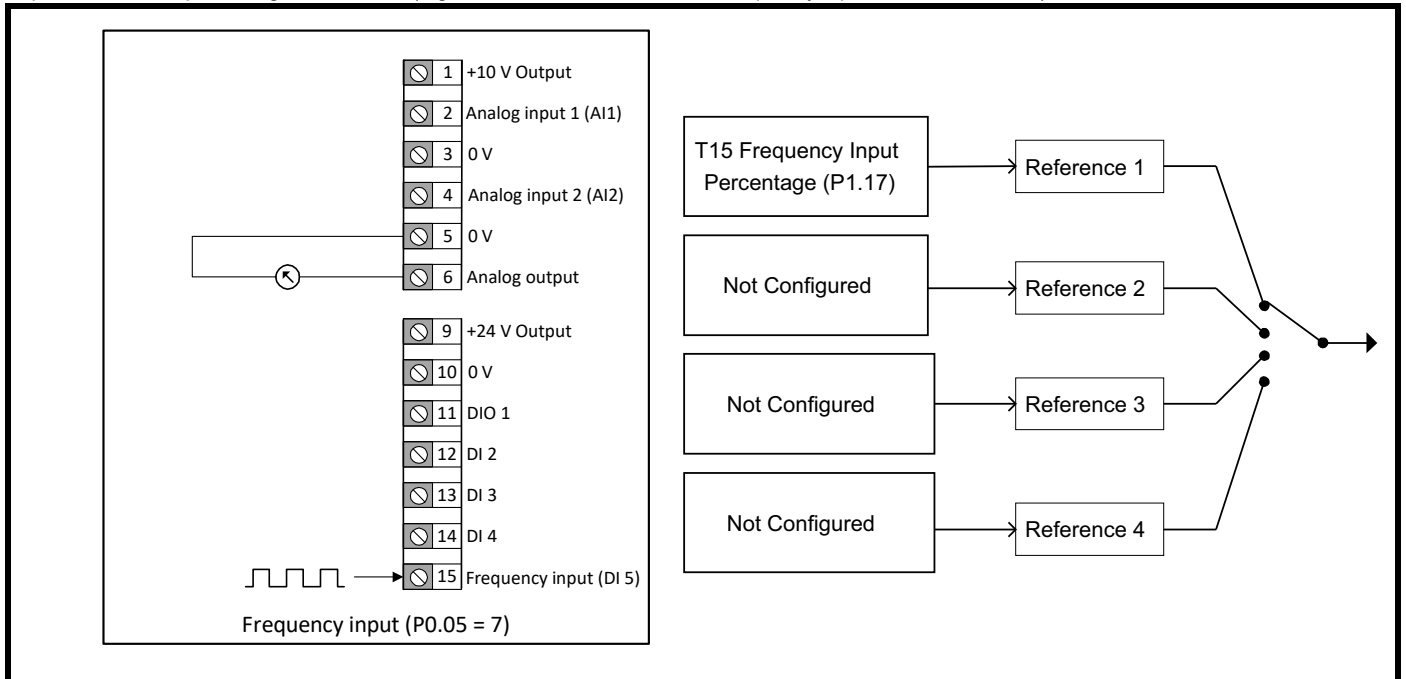 1 +10 V Output
2 Analog input 1 (AI1)
3 0 V
4 Analog input 2 (AI2)
5 0 V
6 Analog output
9 +24 V Output
10 0 V
11 DIO 1
12 DI 2
13 DI 3
14 DI 4
15 Frequency input (DI 5)
Frequency input (P0.05 = 7)
T15 Frequency Input
Percentage (P1.17)
Reference 1
Not Configured
Reference 2
Not Configured
Reference 3
Not Configured
Reference 4